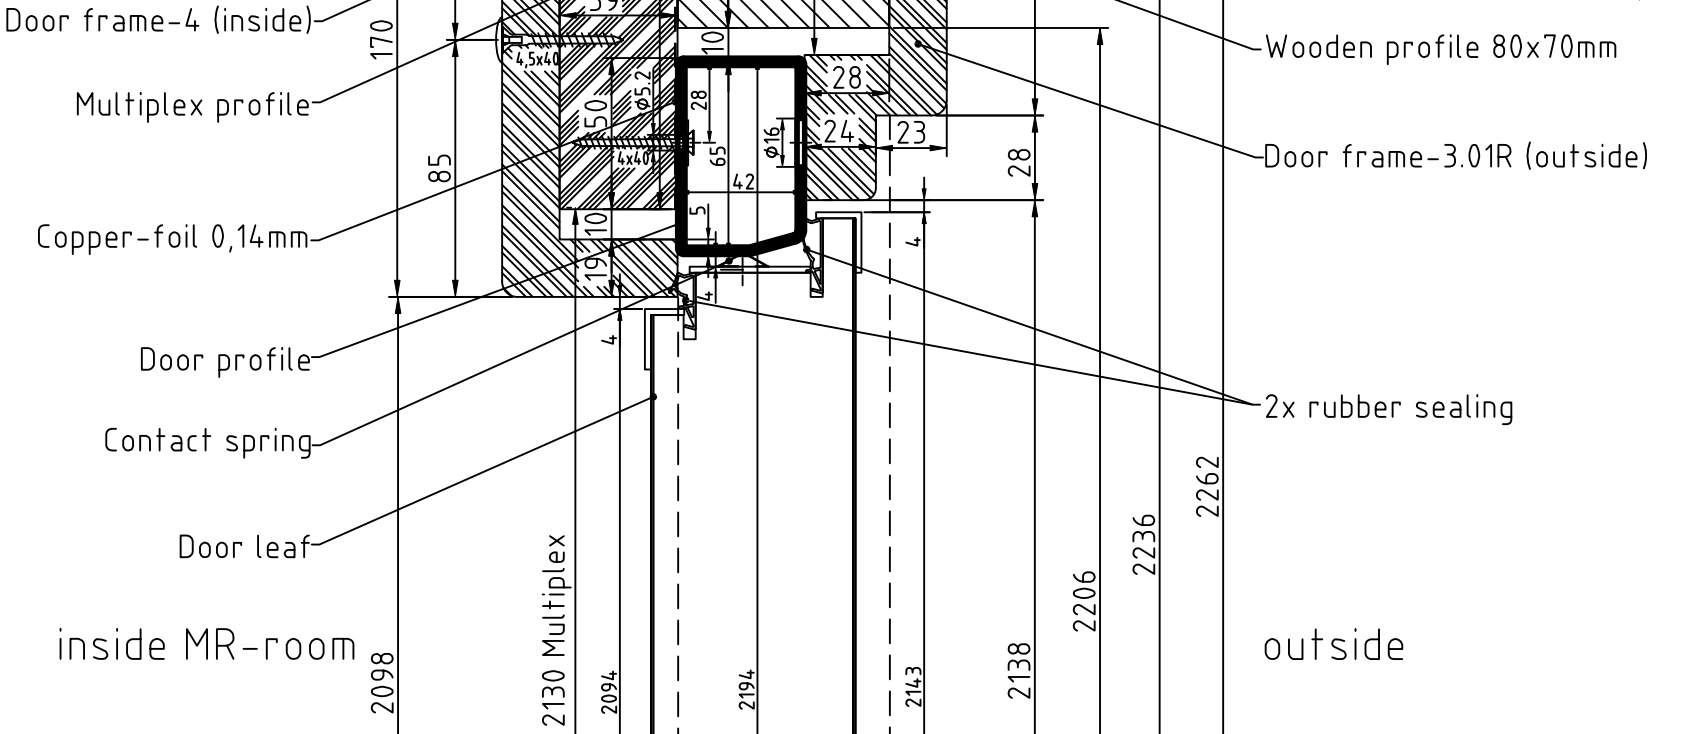 Door frame-4 (inside)
170
4,5x40
59
10
Wooden profile 80x70mm
Multiplex profile
50
ϕ5.2
28
28
85
4x40
65
ϕ16
24
23
28
Door frame-3.01R (outside)
42
Copper-foil 0,14mm
10
5
4
19
4
Door profile
4
2x rubber sealing
Contact spring
2262
Door leaf
2236
2206
inside MR-room
outside
2098
2130 Multiplex
2094
2194
2143
2138